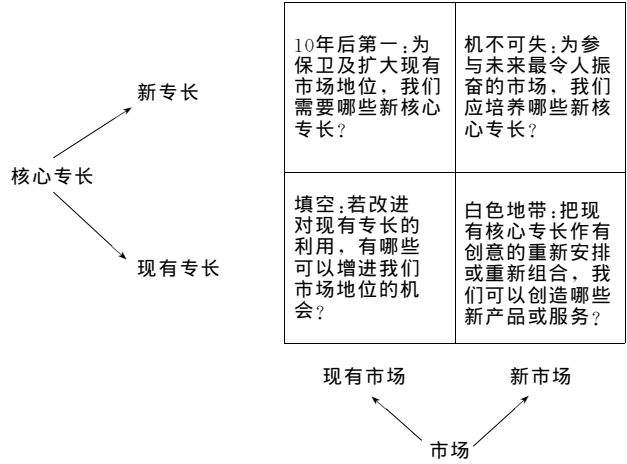 新专长
核心专长
现有专长
10年后第一:为
保卫及扩大现有
市场地位，我们
需要哪些新核心
专长?
机不可失:为参
与未来最令人振
奋的市场，我们
应培养哪些新核
心专长?
填空:若改进
对现有专长的
利用，有哪些
可以增进我们
市场地位的机
会?
白色地带:把现
有核心专长作有
创意的重新安排
或重新组合，我
们可以创造哪些
新产品或服务?
现有市场
新市场
市场